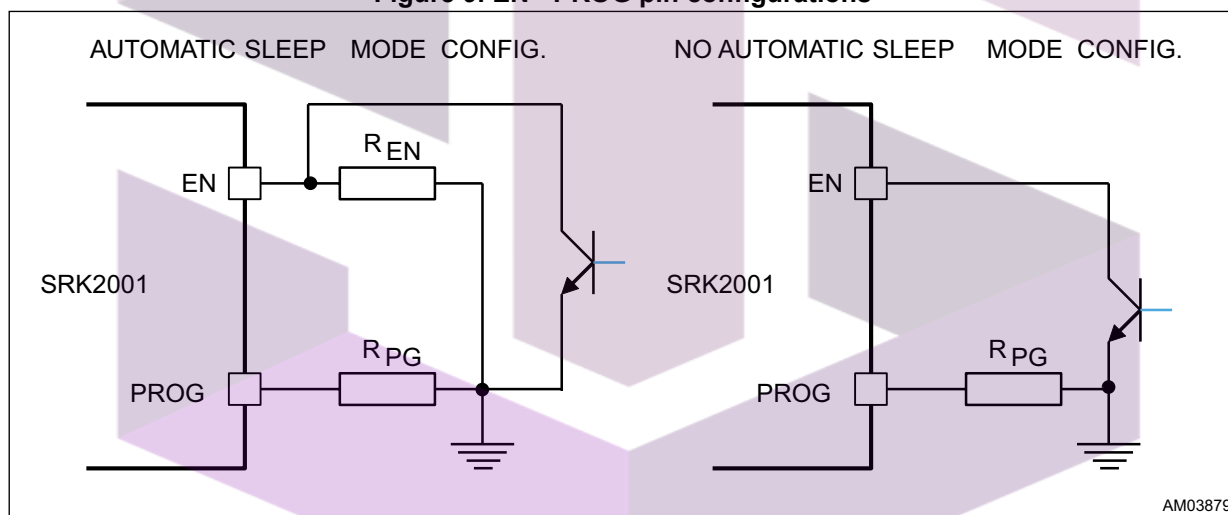 AUTOMATIC SLEEP MODE CONFIG.
NO AUTOMATIC SLEEP MODE CONFIG.
R EN
EN
SRK2001
R PG
PROG
EN
SRK2001
R PG
PROG
AM03879